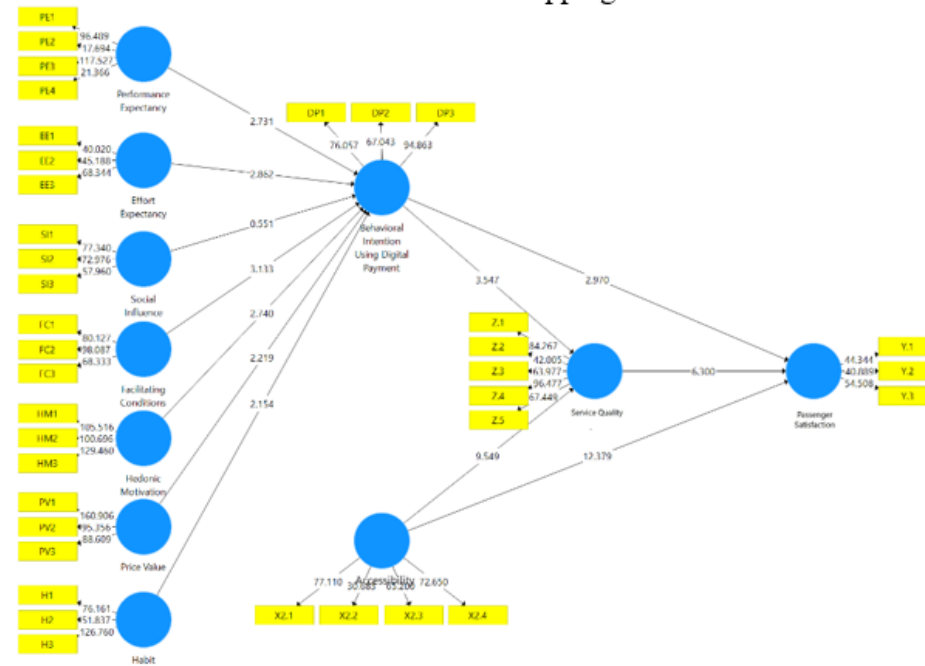 PE1
PE2
PE3
PE4
96.489
17.694
117.527
21.366
Performance
Expectancy
2.731
EE1
EE2
EE3
40.020
45.188
68.344
Effort
Expectancy
2.862
SI1
SI2
SI3
77.340
72.976
57.960
Social
Influence
0.551
FC1
FC2
FC3
80.127
98.087
68.333
Facilitating
Conditions
3.133
HM1
HM2
HM3
105.516
100.696
129.460
Hedonic
Motivation
2.740
PV1
PV2
PV3
160.906
95.356
88.609
Price Value
2.219
H1
H2
H3
76.161
51.837
126.760
Habit
2.154
DP1
DP2
DP3
76.057
67.043
94.863
Behavioral
Intention
Using Digital
Payment
3.547
2.970
Z.1
Z.2
Z.3
Z.4
Z.5
84.267
42.005
63.977
96.477
67.449
Service Quality
6.300
Y.1
Y.2
Y.3
44.344
40.889
54.508
Passenger
Satisfaction
9.549
12.379
Accessibility
77.110
72.650
X2.1
X2.2
X2.3
X2.4